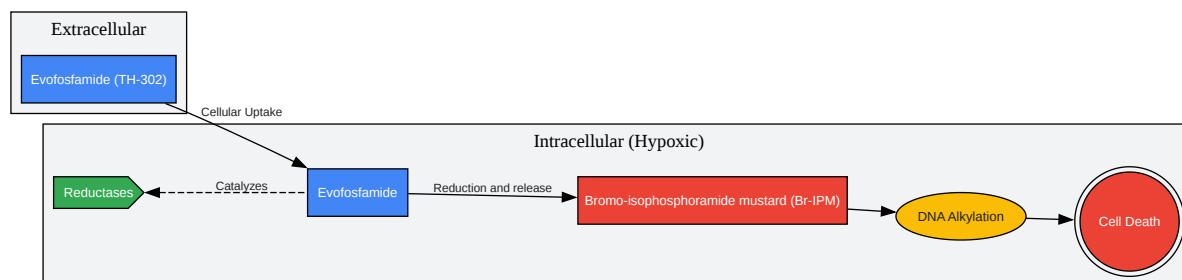 Extracellular
Evofosfamide (TH-302)
Cellular Uptake
Intracellular (Hypoxic)
Reductases
Catalyzes
Evofosfamide
Reduction and release
Bromo-isophosphoramide mustard (Br-IPM)
DNA Alkylation
Cell Death